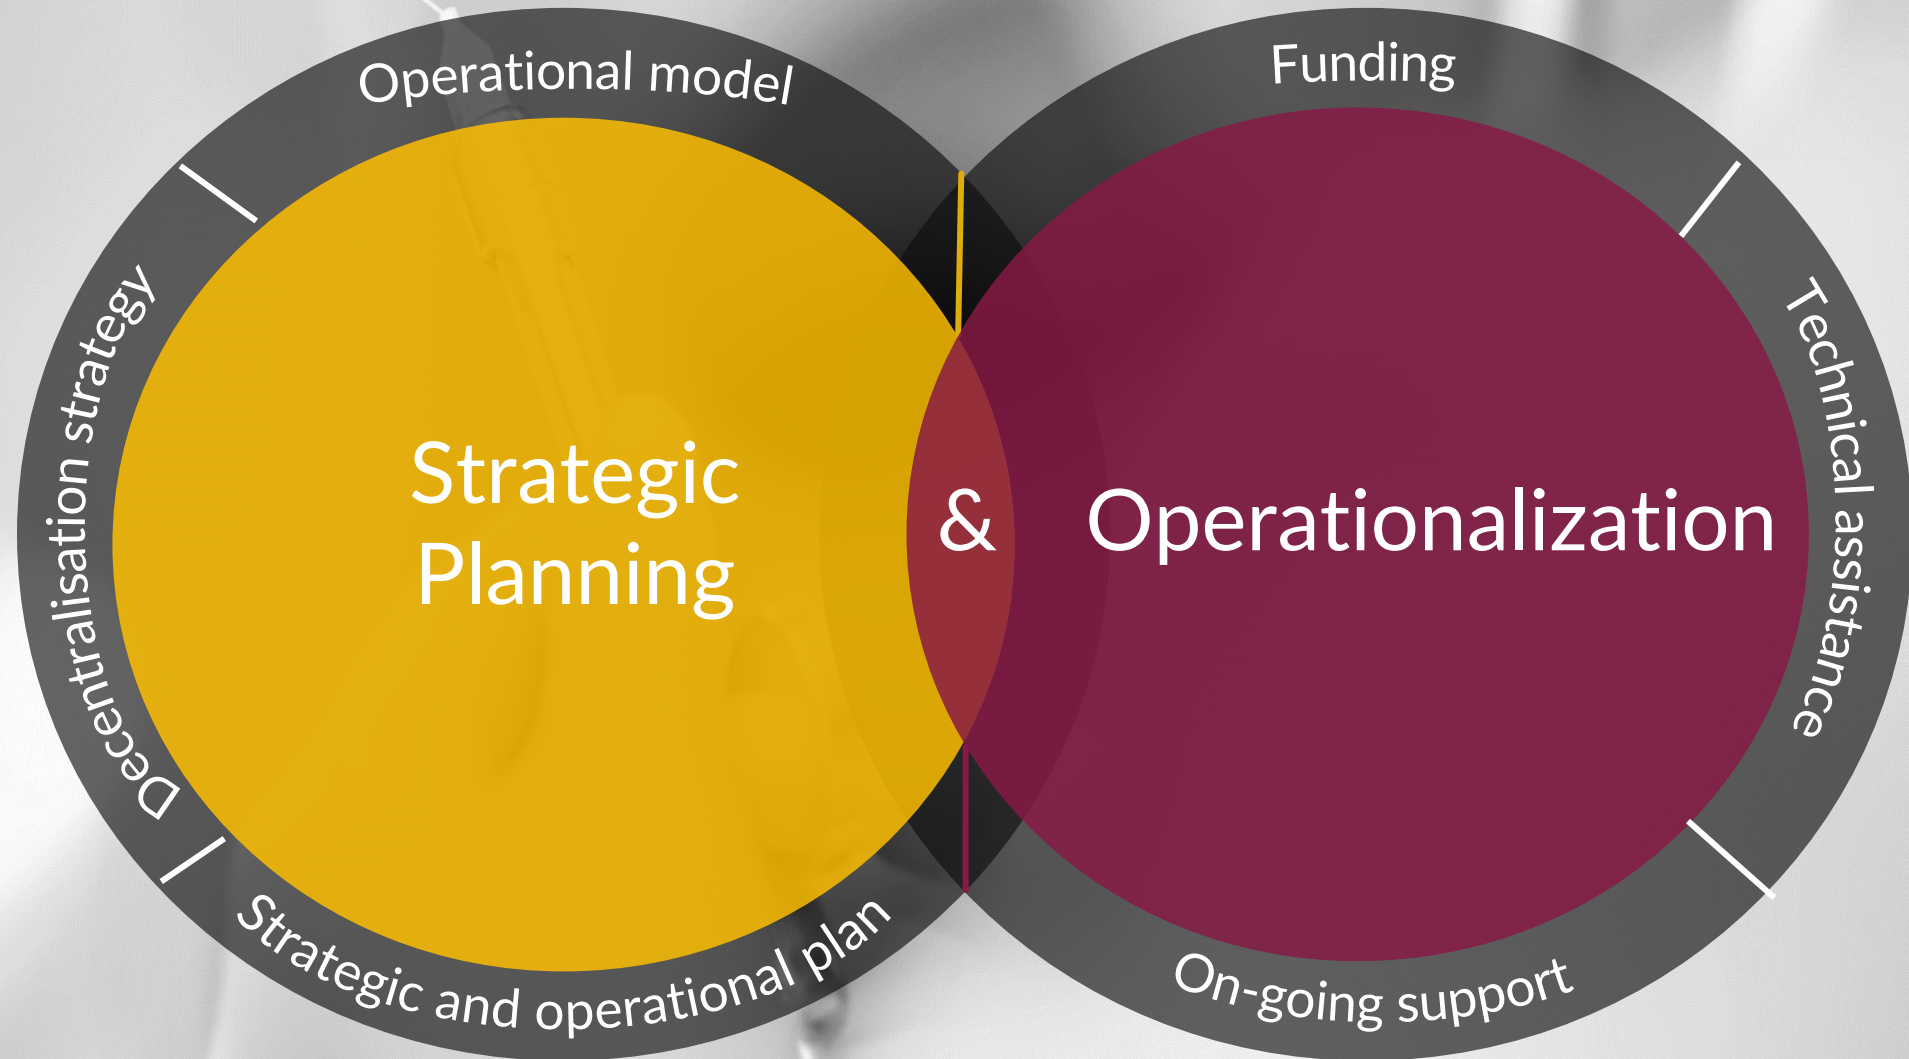 Operational model
Decentralisation strategy
Strategic
Planning
Strategic and operational plan
&
Funding
Operationalization
Technical assistance
On-going support